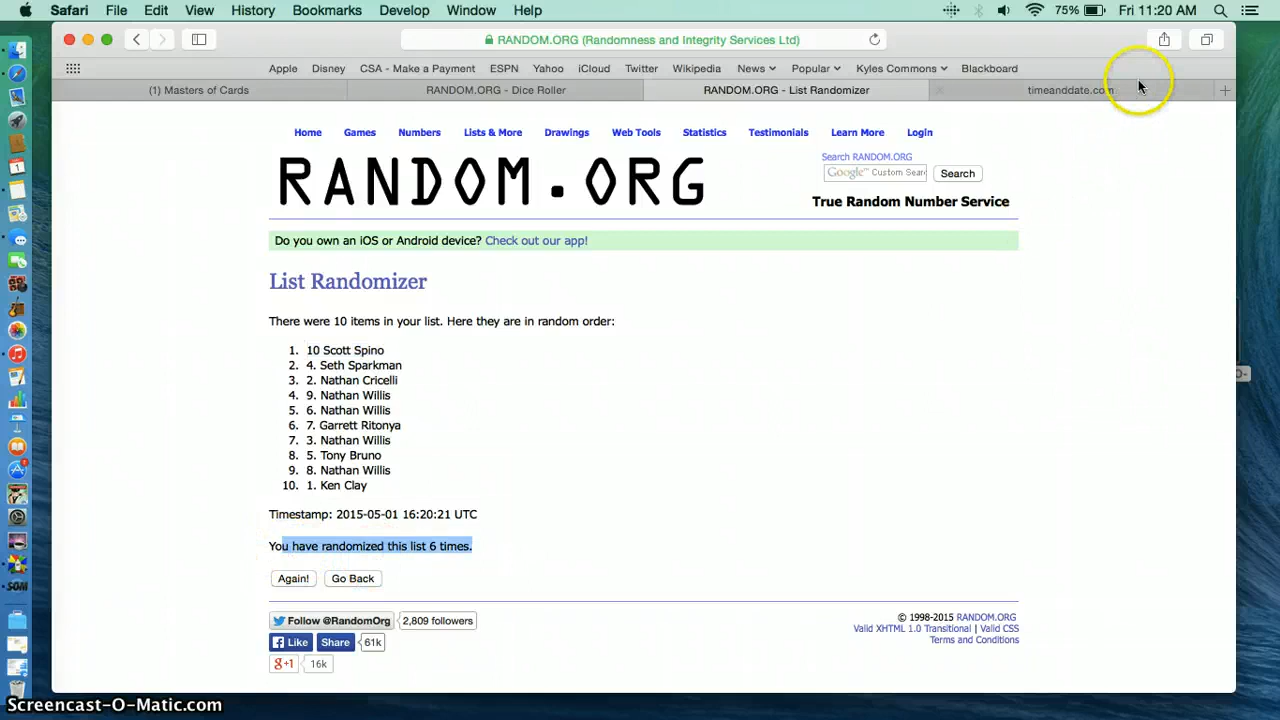 Safari File Edit View History Bookmarks Develop Window Help 75% Fri 11:20 AM
RANDOM.ORG (Randomness and Integrity Services Ltd)
Apple Disney CSA - Make a Payment ESPN Yahoo iCloud Twitter Wikipedia News Popular Kyles Commons Blackboard
(1) Masters of Cards RANDOM.ORG - Dice Roller RANDOM.ORG - List Randomizer timeanddate.com
Home Games Numbers Lists & More Drawings Web Tools Statistics Testimonials Learn More Login
Search RANDOM.ORG
RANDOM.ORG
Google™ Custom Sear Search
True Random Number Service
Do you own an iOS or Android device? Check out our app!
List Randomizer
There were 10 items in your list. Here they are in random order:
1. 10 Scott Spino
2. 4. Seth Sparkman
3. 2. Nathan Cricelli
4. 9. Nathan Willis
5. 6. Nathan Willis
6. 7. Garrett Ritonya
7. 3. Nathan Willis
8. 5. Tony Bruno
9. 8. Nathan Willis
10. 1. Ken Clay
Timestamp: 2015-05-01 16:20:21 UTC
You have randomized this list 6 times.
Again! Go Back
Follow @RandomOrg 2,809 followers
© 1998-2015 RANDOM.ORG
Valid XHTML 1.0 Transitional | Valid CSS
Terms and Conditions
Like Share 61k
g+1 16k
Screencast-O-Matic.com